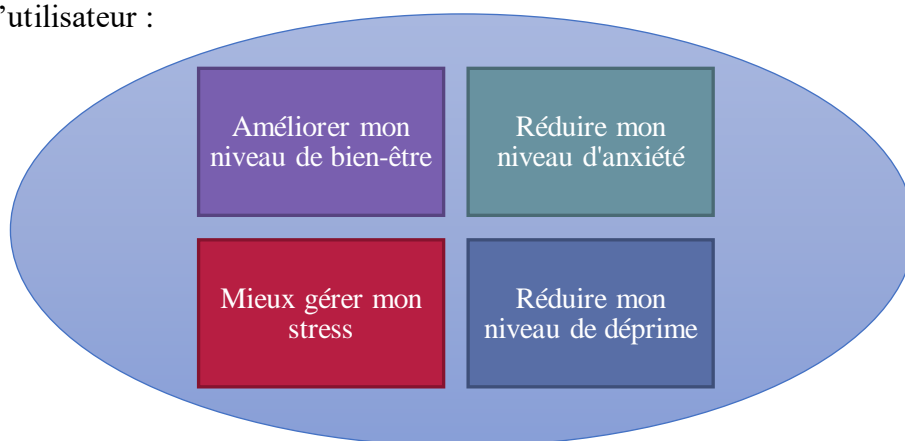 ’utilisateur :
Améliorer mon
niveau de bien-être
Réduire mon
niveau d'anxiété
Mieux gérer mon
stress
Réduire mon
niveau de déprime